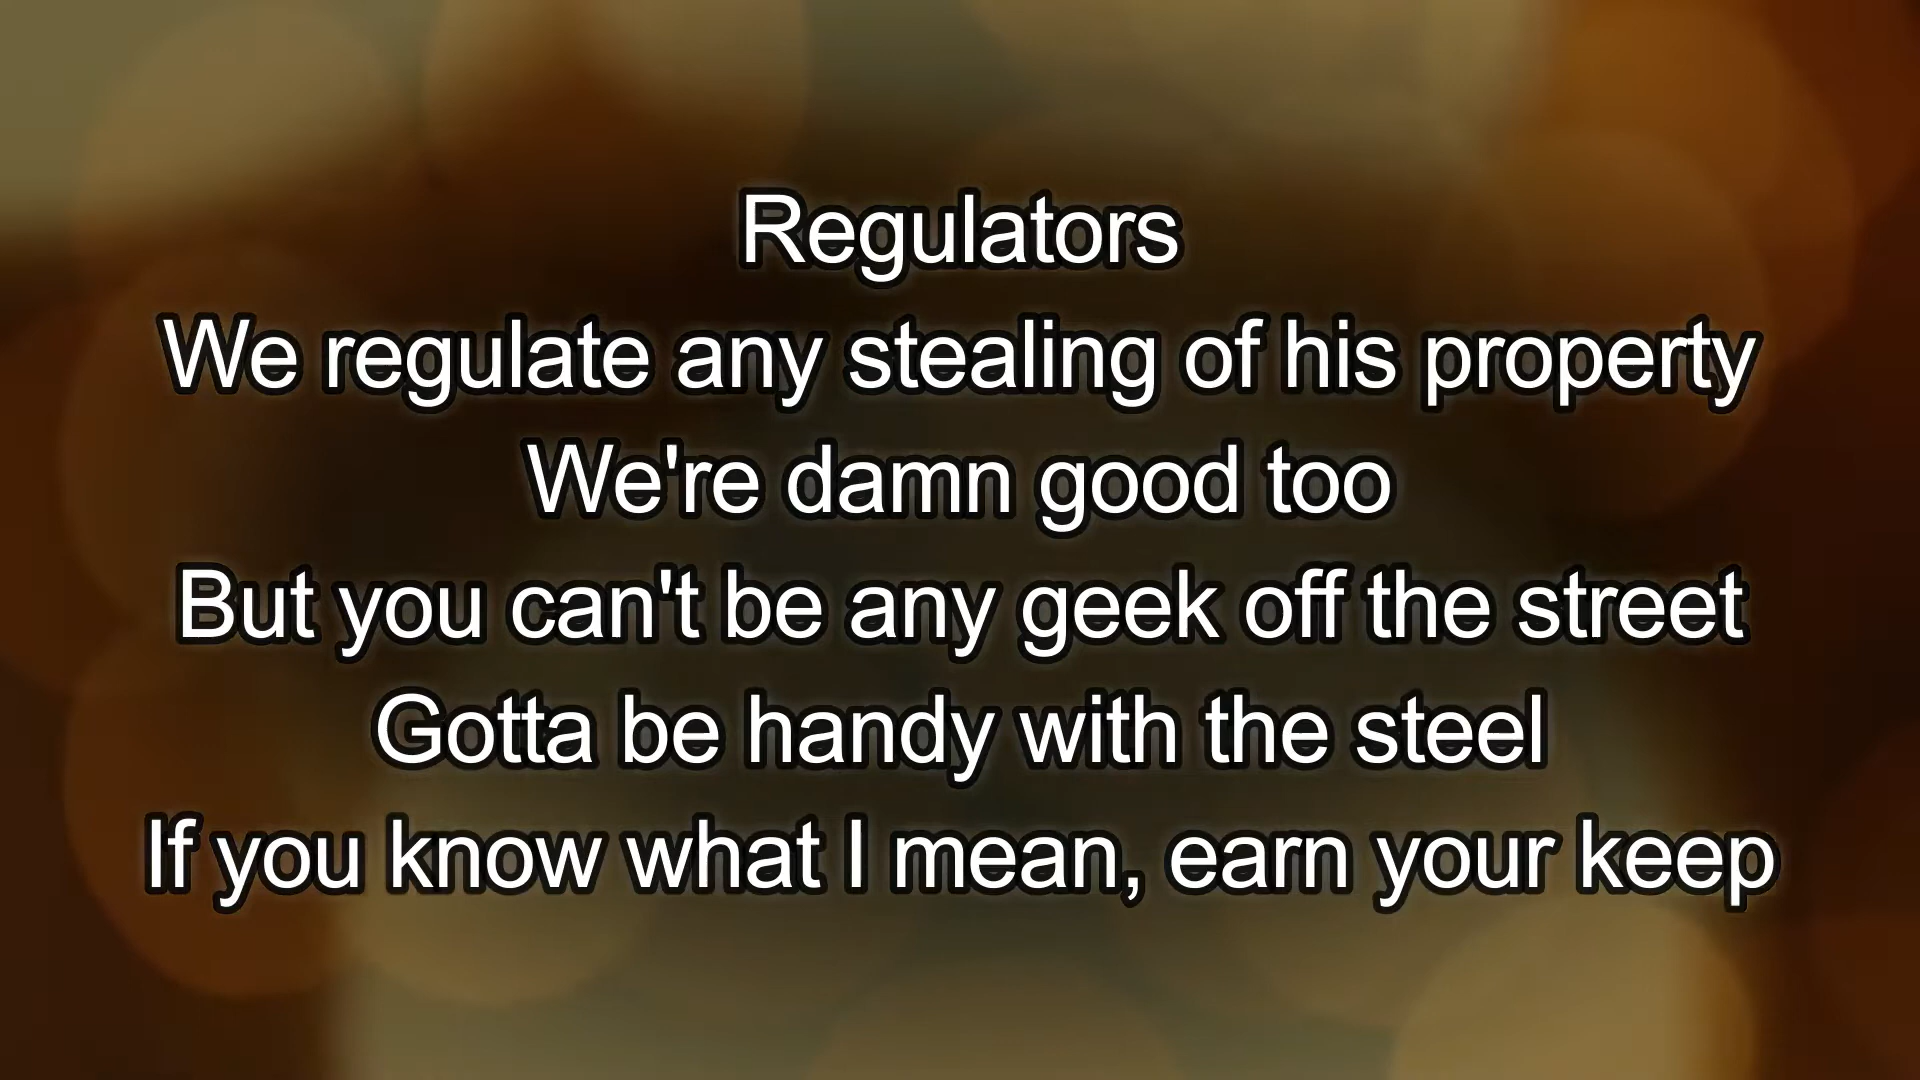 Regulators
We regulate any stealing of his property
We're damn good too
But you can't be any geek off the street
Gotta be handy with the steel
If you know what I mean, earn your keep